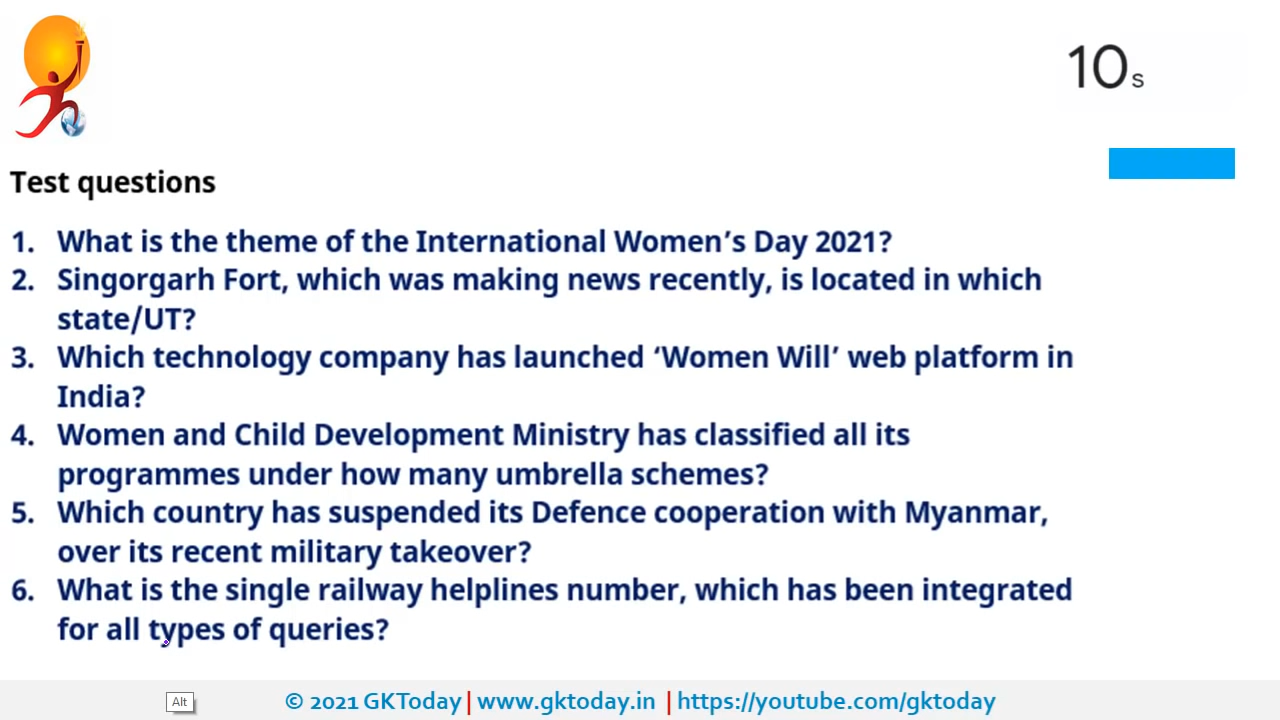 10s
Test questions
1. What is the theme of the International Women’s Day 2021?
2. Singorgarh Fort, which was making news recently, is located in which
state/UT?
3. Which technology company has launched ‘Women Will’ web platform in
India?
4. Women and Child Development Ministry has classified all its
programmes under how many umbrella schemes?
5. Which country has suspended its Defence cooperation with Myanmar,
over its recent military takeover?
6. What is the single railway helplines number, which has been integrated
for all types of queries?
Alt
© 2021 GKToday | www.gktoday.in | https://youtube.com/gktoday